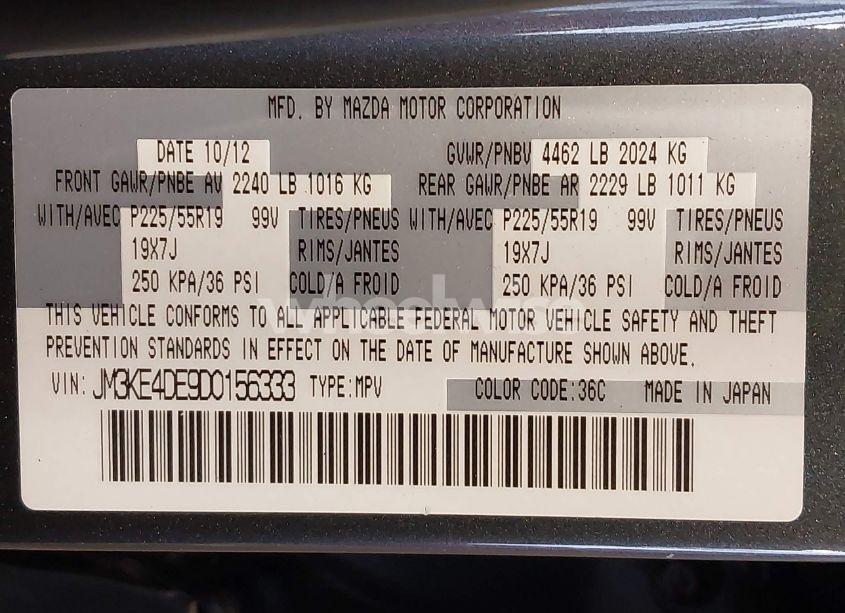 MFD. BY MAZDA MOTOR CORPORATION
DATE 10/12 GVWR/PNBV 4462 LB 2024 KG
FRONT GAWR/PNBE AV 2240 LB 1016 KG REAR GAWR/PNBE AR 2229 LB 1011 KG
WITH/AVEC P225/55R19 99V TIRES/PNEUS WITH/AVEC P225/55R19 99V TIRES/PNEUS
19X7J RIMS/JANTES 19X7J RIMS/JANTES
250 KPA/36 PSI COLD/A FROID 250 KPA/36 PSI COLD/A FROID
THIS VEHICLE CONFORMS TO ALL APPLICABLE FEDERAL MOTOR VEHICLE SAFETY AND THEFT
PREVENTION STANDARDS IN EFFECT ON THE DATE OF MANUFACTURE SHOWN ABOVE.
VIN: JM3KE4DE9D0156333 TYPE:MPV COLOR CODE:36C MADE IN JAPAN